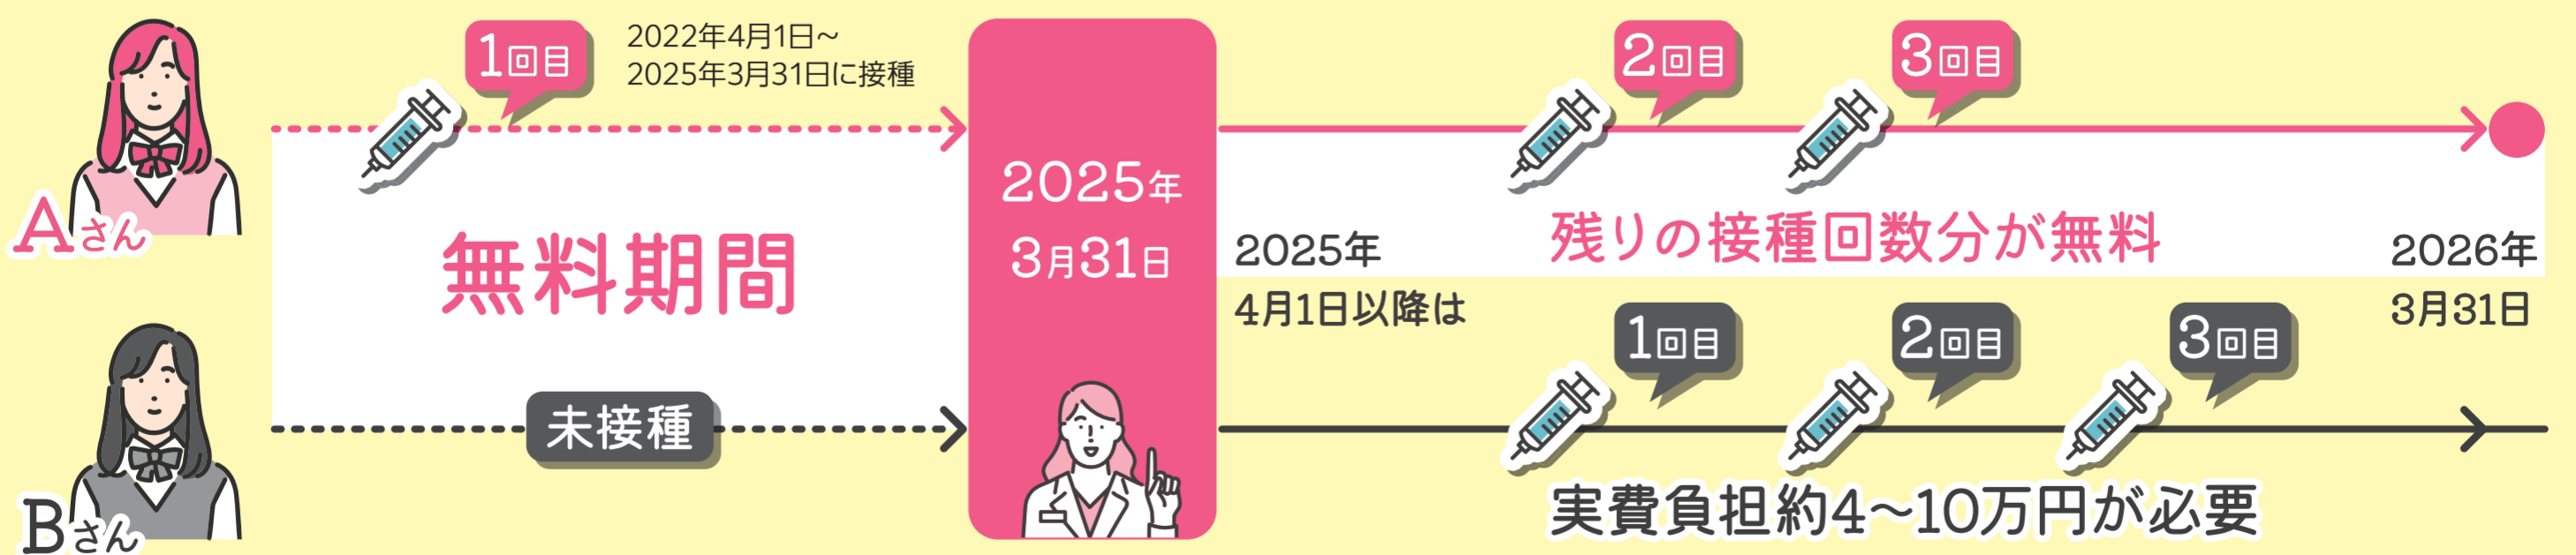 Aさん
1回目
2022年4月1日～
2025年3月31日に接種
無料期間
2025年
3月31日
2回目
3回目
残りの接種回数分が無料
2025年
4月1日以降は
2026年
3月31日
Bさん
未接種
1回目
2回目
3回目
実費負担約4～10万円が必要